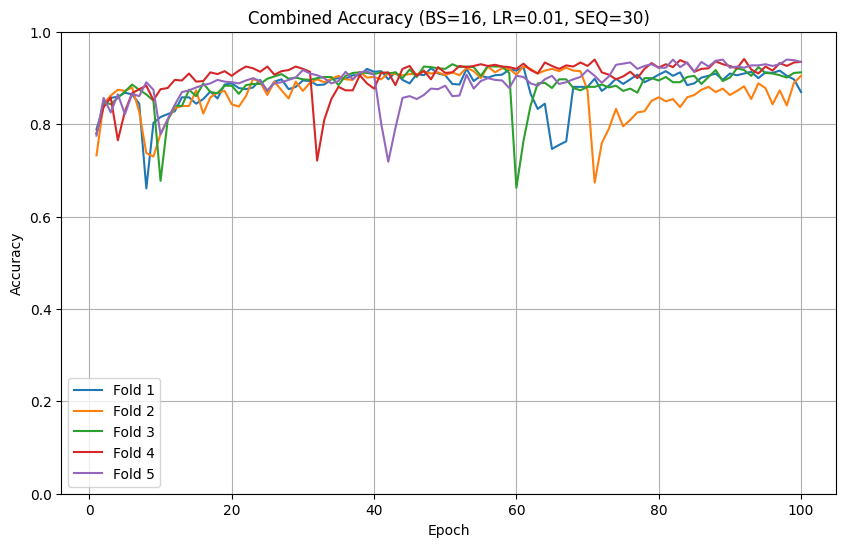 Combined Accuracy (BS=16, LR=0.01, SEQ=30)
1.0
0.8
0.6
0.4
0.2
0.0
Accuracy
Fold 1
Fold 2
Fold 3
Fold 4
Fold 5
0 20 40 60 80 100
Epoch